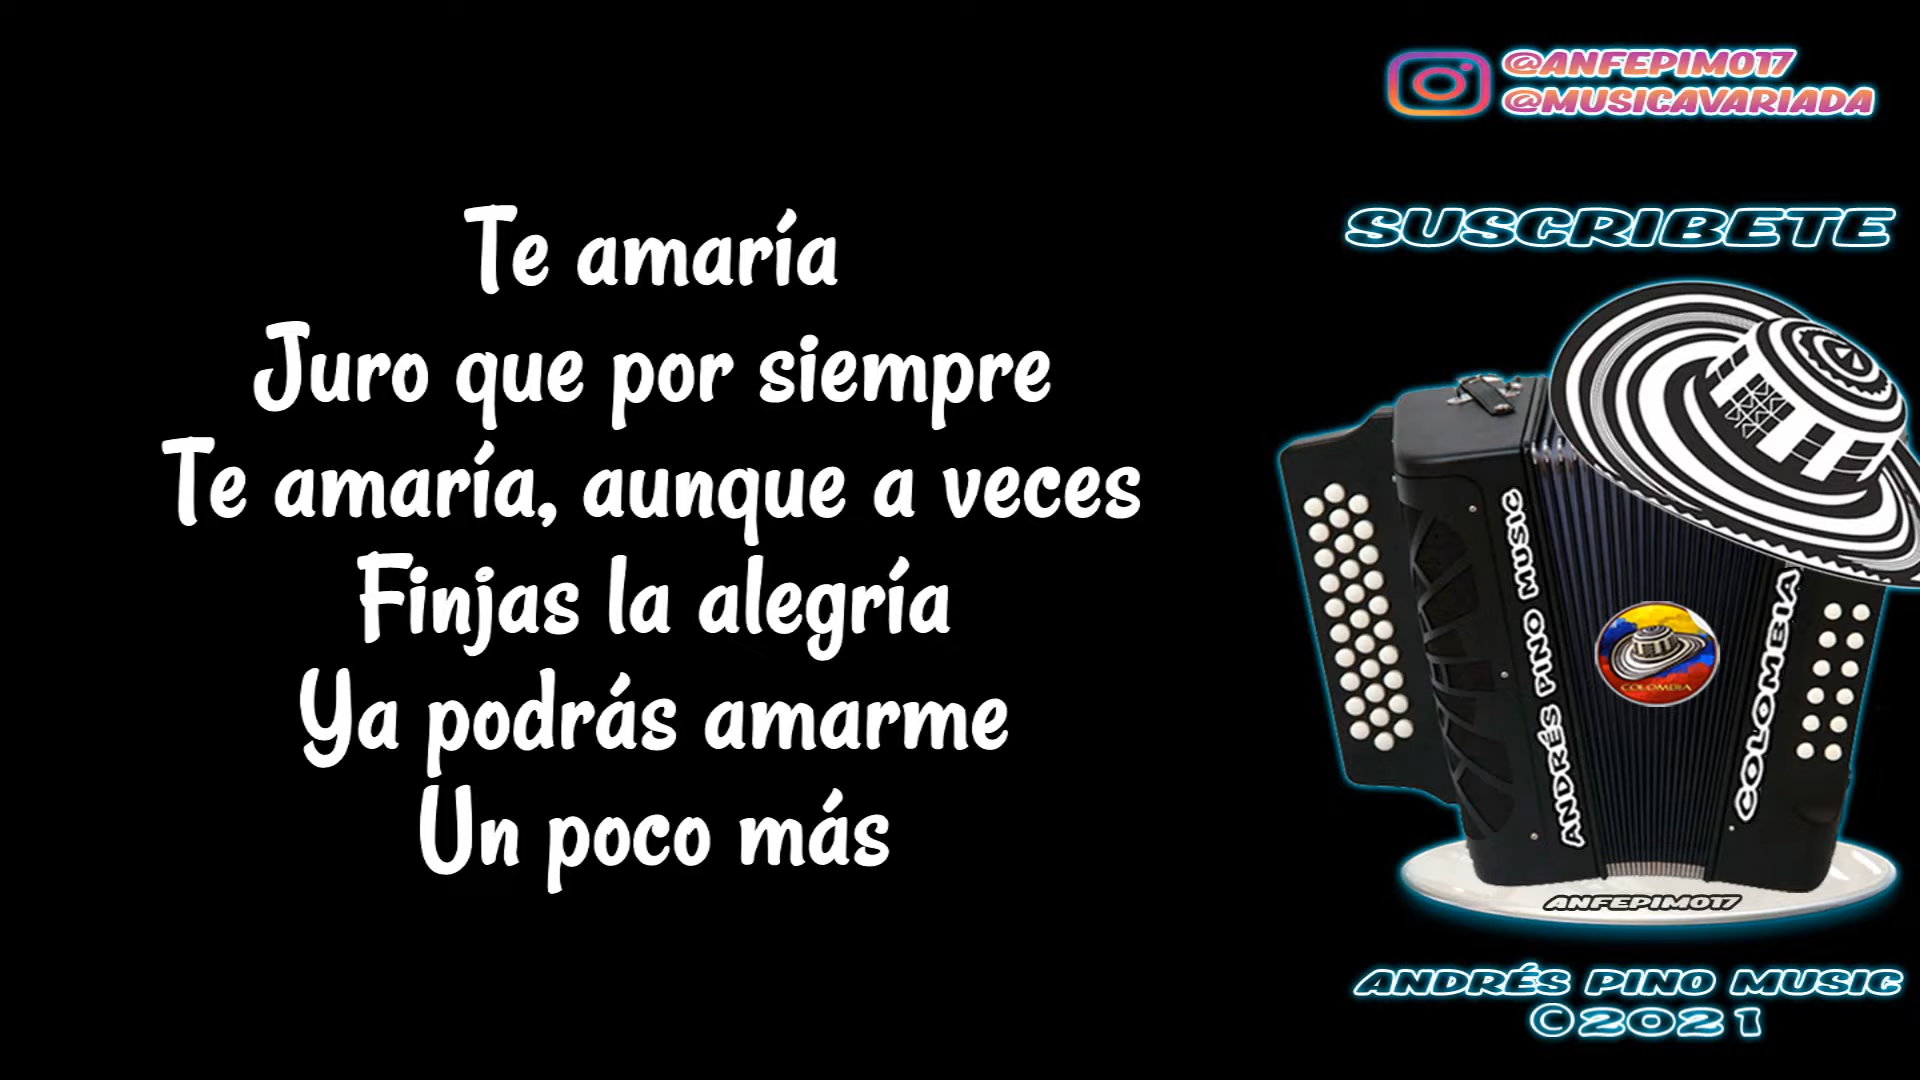 @ANFEPIMO17
@MUSICAVARIADA
SUSCRIBETE
Te amaría
Juro que por siempre
Te amaría, aunque a veces
Finjas la alegría
Ya podrás amarme
Un poco más
ANDRÉS PINO MUSIC
COLOMBIA
COLOMBIA
ANFEPIMO17
ANDRÉS PINO MUSIC
©2021